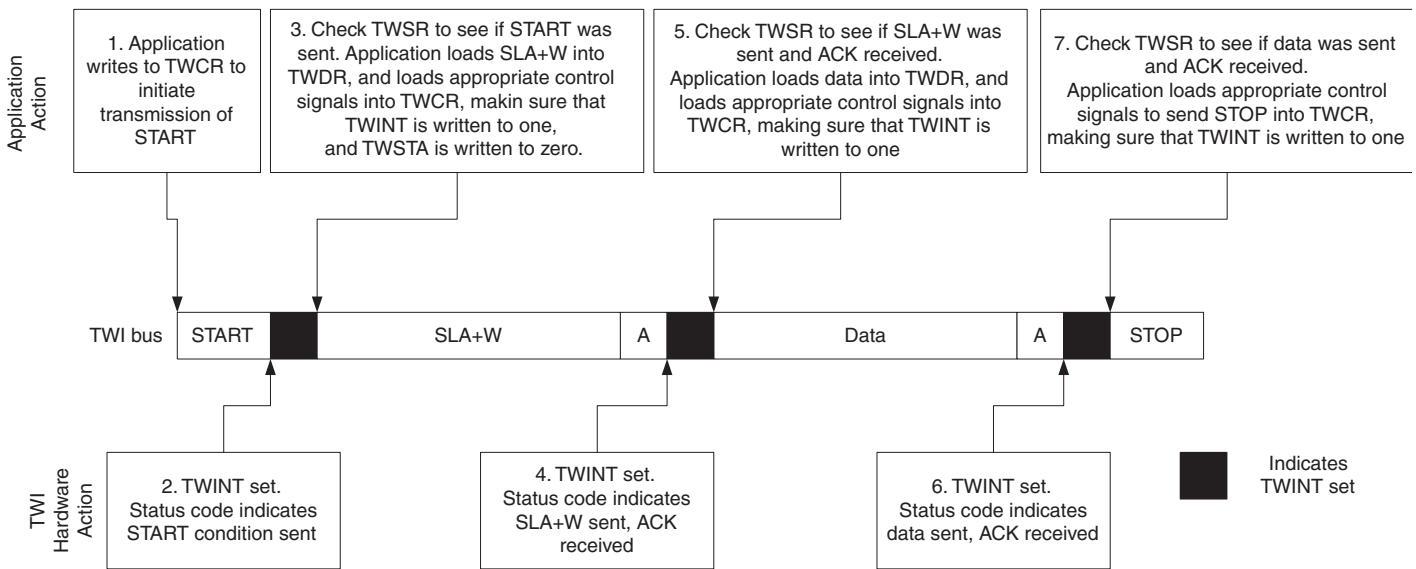 Application
Action
1. Application
writes to TWCR to
initiate
transmission of
START
3. Check TWSR to see if START was
sent. Application loads SLA+W into
TWDR, and loads appropriate control
signals into TWCR, makin sure that
TWINT is written to one,
and TWSTA is written to zero.
5. Check TWSR to see if SLA+W was
sent and ACK received.
Application loads data into TWDR, and
loads appropriate control signals into
TWCR, making sure that TWINT is
written to one
7. Check TWSR to see if data was sent
and ACK received.
Application loads appropriate control
signals to send STOP into TWCR,
making sure that TWINT is written to one
TWI bus
START
SLA+W
A
Data
A
STOP
TWI
Hardware
Action
2. TWINT set.
Status code indicates
START condition sent
4. TWINT set.
Status code indicates
SLA+W sent, ACK
received
6. TWINT set.
Status code indicates
data sent, ACK received
Indicates
TWINT set